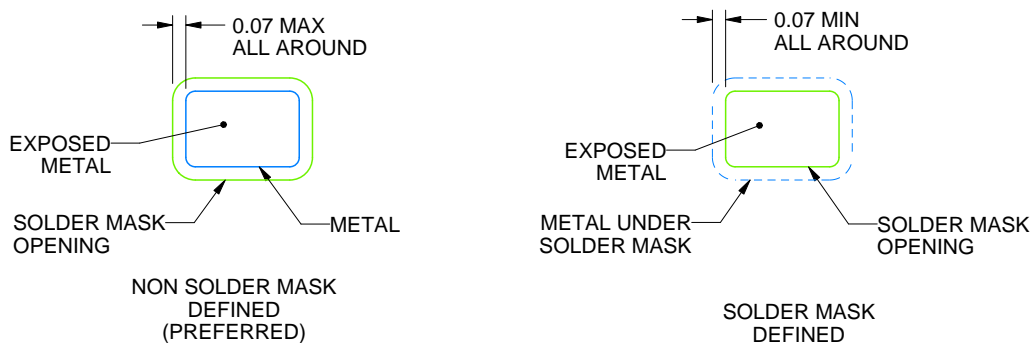 0.07 MAX
ALL AROUND
EXPOSED
METAL
SOLDER MASK
OPENING
METAL
NON SOLDER MASK
DEFINED
(PREFERRED)
0.07 MIN
ALL AROUND
EXPOSED
METAL
METAL UNDER
SOLDER MASK
SOLDER MASK
OPENING
SOLDER MASK
DEFINED